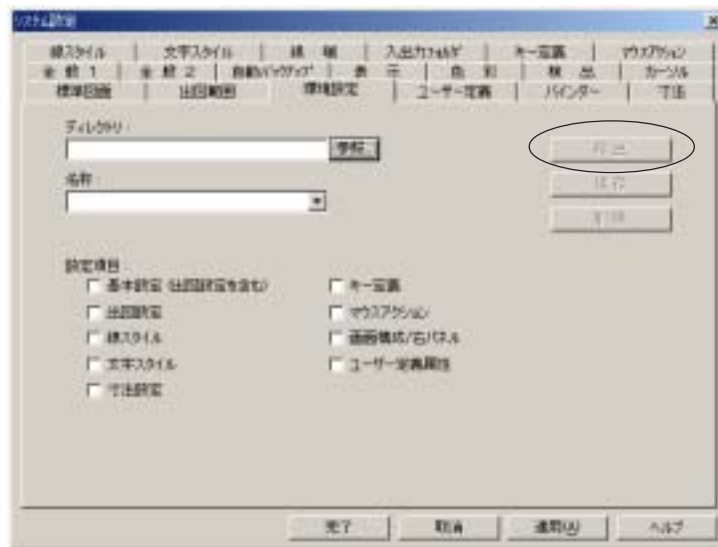 システム設定
線スタイル 文字スタイル 線 幅 入出力フォルダ キー定義 マウスアクション
全 般 1 全 般 2 自動バックアップ 表 示 色 彩 検 出 カーソル
標準図面 出図範囲 環境設定 ユーザー定義 バインダー 寸法
ディレクトリ:
参照...
名称:
保存
削除
設定項目
基本設定(出図設定を含む) キー定義
出図設定 マウスアクション
線スタイル 画面構成/右パネル
文字スタイル ユーザー定義属性
寸法設定
完了 取消 適用(A) ヘルプ